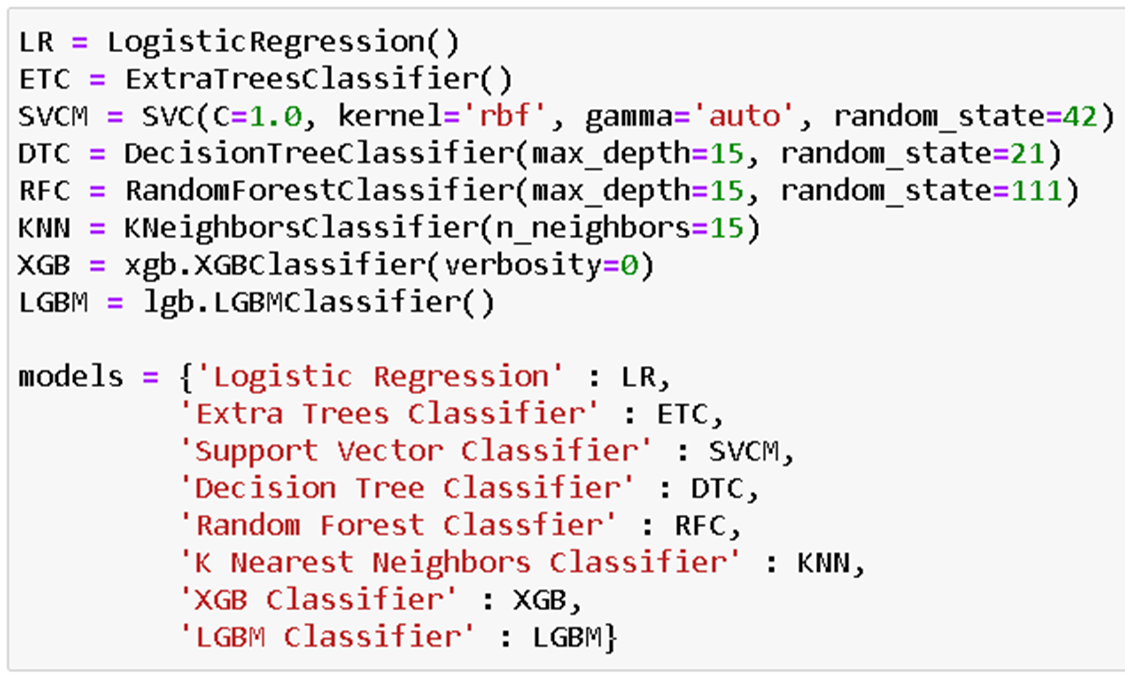 LR = LogisticRegression()
ETC = ExtraTreesClassifier()
SVCM = SVC(C=1.0, kernel='rbf', gamma='auto', random_state=42)
DTC = DecisionTreeClassifier(max_depth=15, random_state=21)
RFC = RandomForestClassifier(max_depth=15, random_state=111)
KNN = KNeighborsClassifier(n_neighbors=15)
XGB = xgb.XGBClassifier(verbosity=0)
LGBM = lgb.LGBMClassifier()
models = {'Logistic Regression' : LR,
'Extra Trees Classifier' : ETC,
'Support Vector Classifier' : SVCM,
'Decision Tree Classifier' : DTC,
'Random Forest Classfier' : RFC,
'K Nearest Neighbors Classifier' : KNN,
'XGB Classifier' : XGB,
'LGBM Classifier' : LGBM}